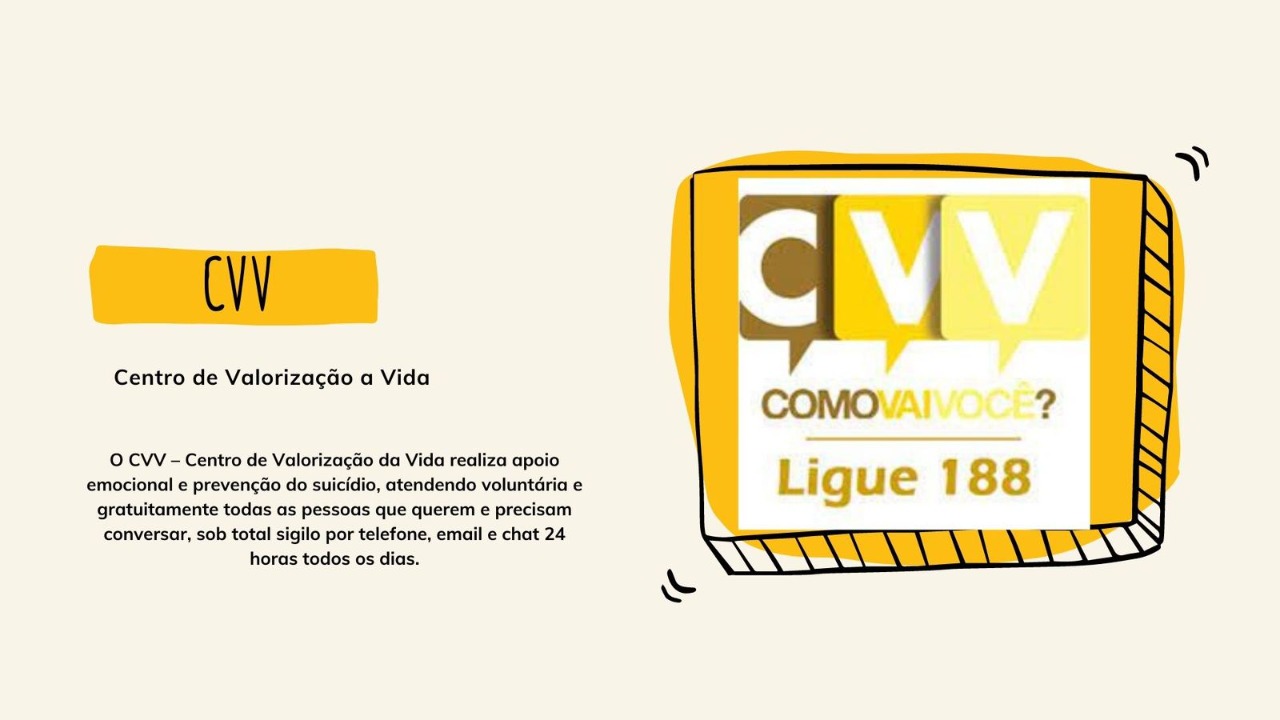 CVV
Centro de Valorização a Vida
O CVV – Centro de Valorização da Vida realiza apoio
emocional e prevenção do suicídio, atendendo voluntária e
gratuitamente todas as pessoas que querem e precisam
conversar, sob total sigilo por telefone, email e chat 24
horas todos os dias.
CVV
COMOVAIVOCÊ?
Ligue 188